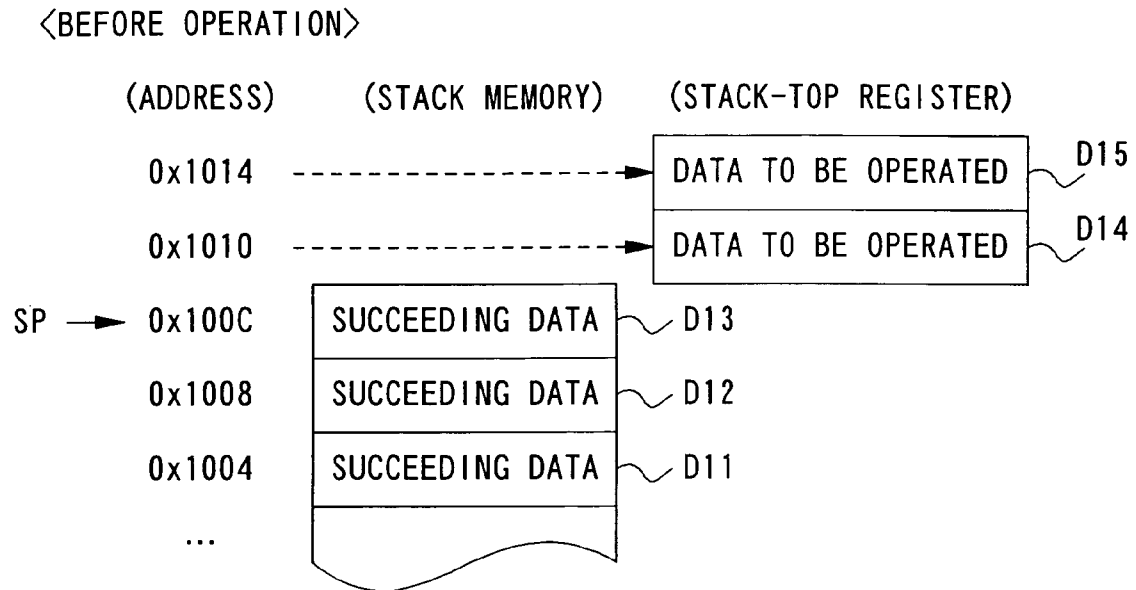 <BEFORE OPERATION>
(ADDRESS) (STACK MEMORY) (STACK-TOP REGISTER)
0x1014 DATA TO BE OPERATED D15
0x1010 DATA TO BE OPERATED D14
SP 0x100C SUCCEEDING DATA D13
0x1008 SUCCEEDING DATA D12
0x1004 SUCCEEDING DATA D11
...